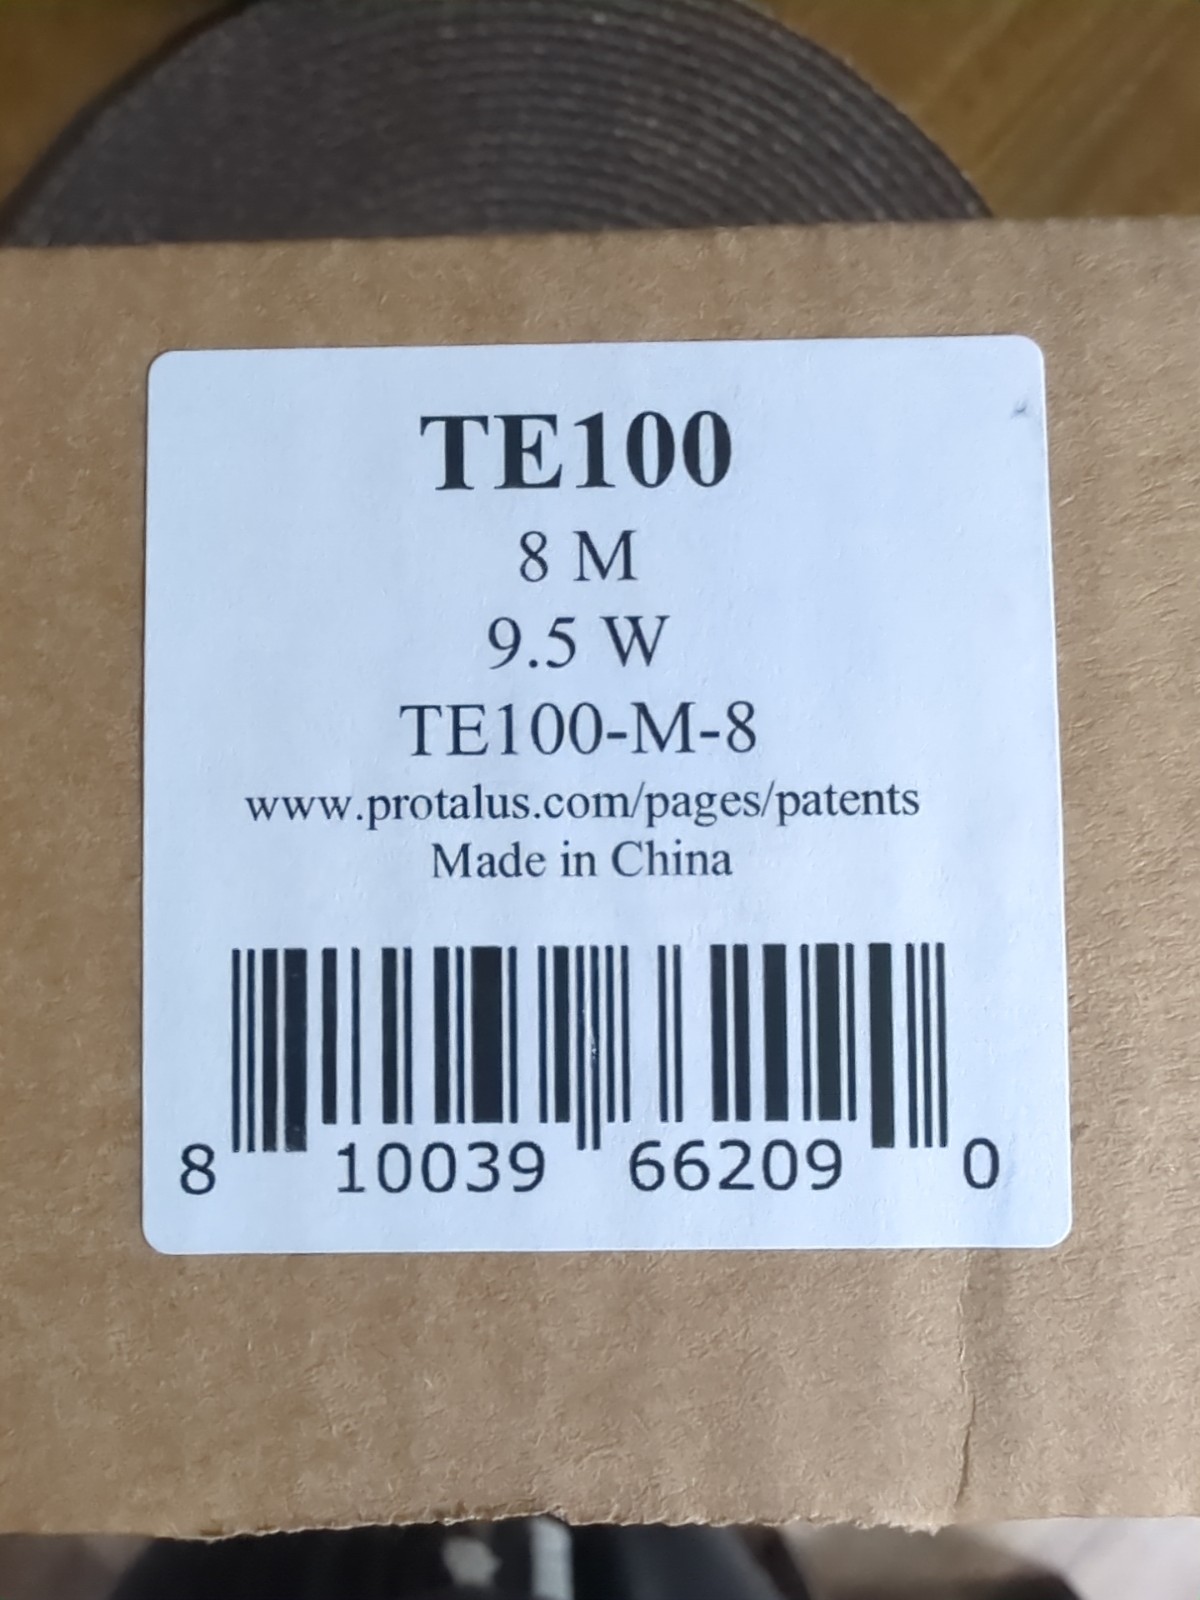 TE100
8 M
9.5 W
TE100-M-8
www.protalus.com/pages/patents
Made in China
8 10039 66209 0